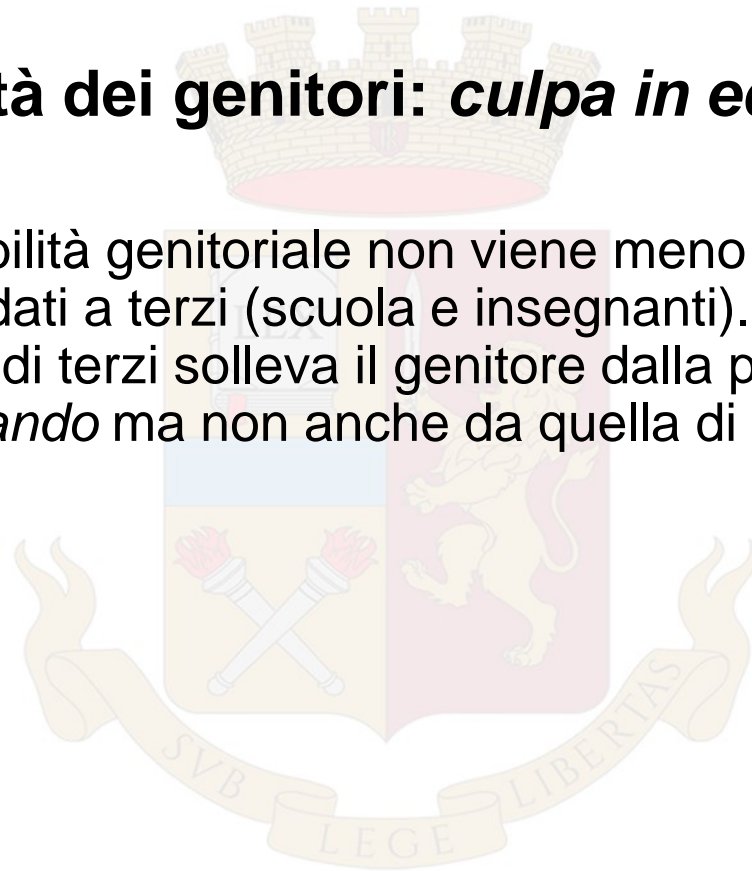 tà dei genitori: culpa in e
bilità genitoriale non viene meno
dati a terzi (scuola e insegnanti).
di terzi solleva il genitore dalla p
ando ma non anche da quella di
LEX
SVB LEGE LIBERTAS